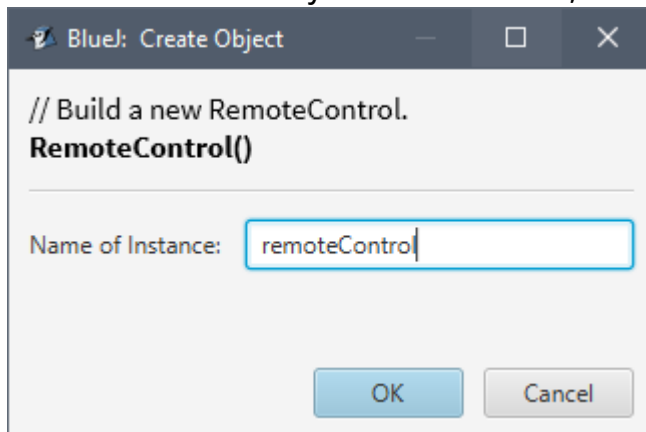 BlueJ: Create Object
// Build a new RemoteControl.
RemoteControl()
Name of Instance: remoteControl
OK Cancel